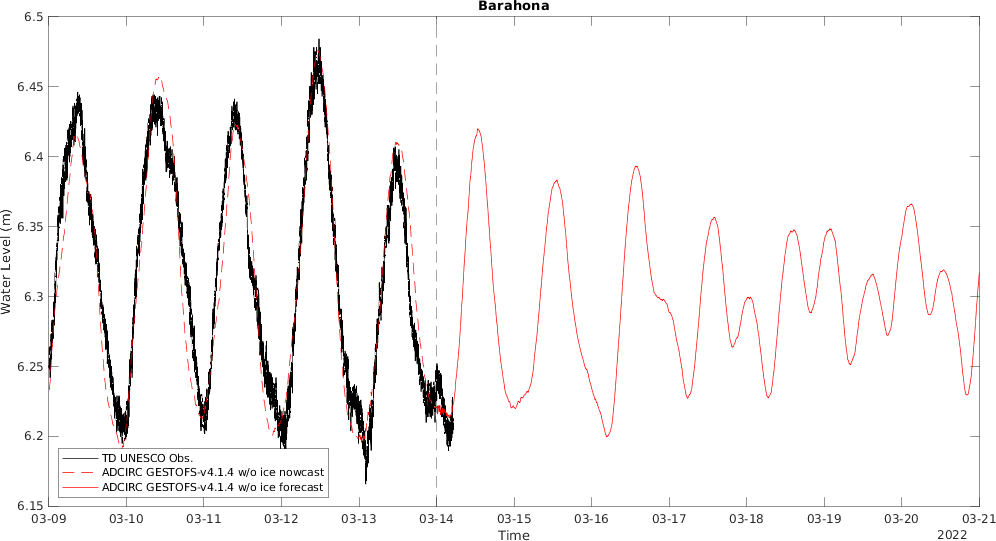 Barahona
6.5
6.45
6.4
6.35
6.3
6.25
6.2
6.15
Water Level (m)
TD UNESCO Obs.
ADCIRC GESTOFS-v4.1.4 w/o ice nowcast
ADCIRC GESTOFS-v4.1.4 w/o ice forecast
03-09 03-10 03-11 03-12 03-13 03-14 03-15 03-16 03-17 03-18 03-19 03-20 03-21
Time
2022